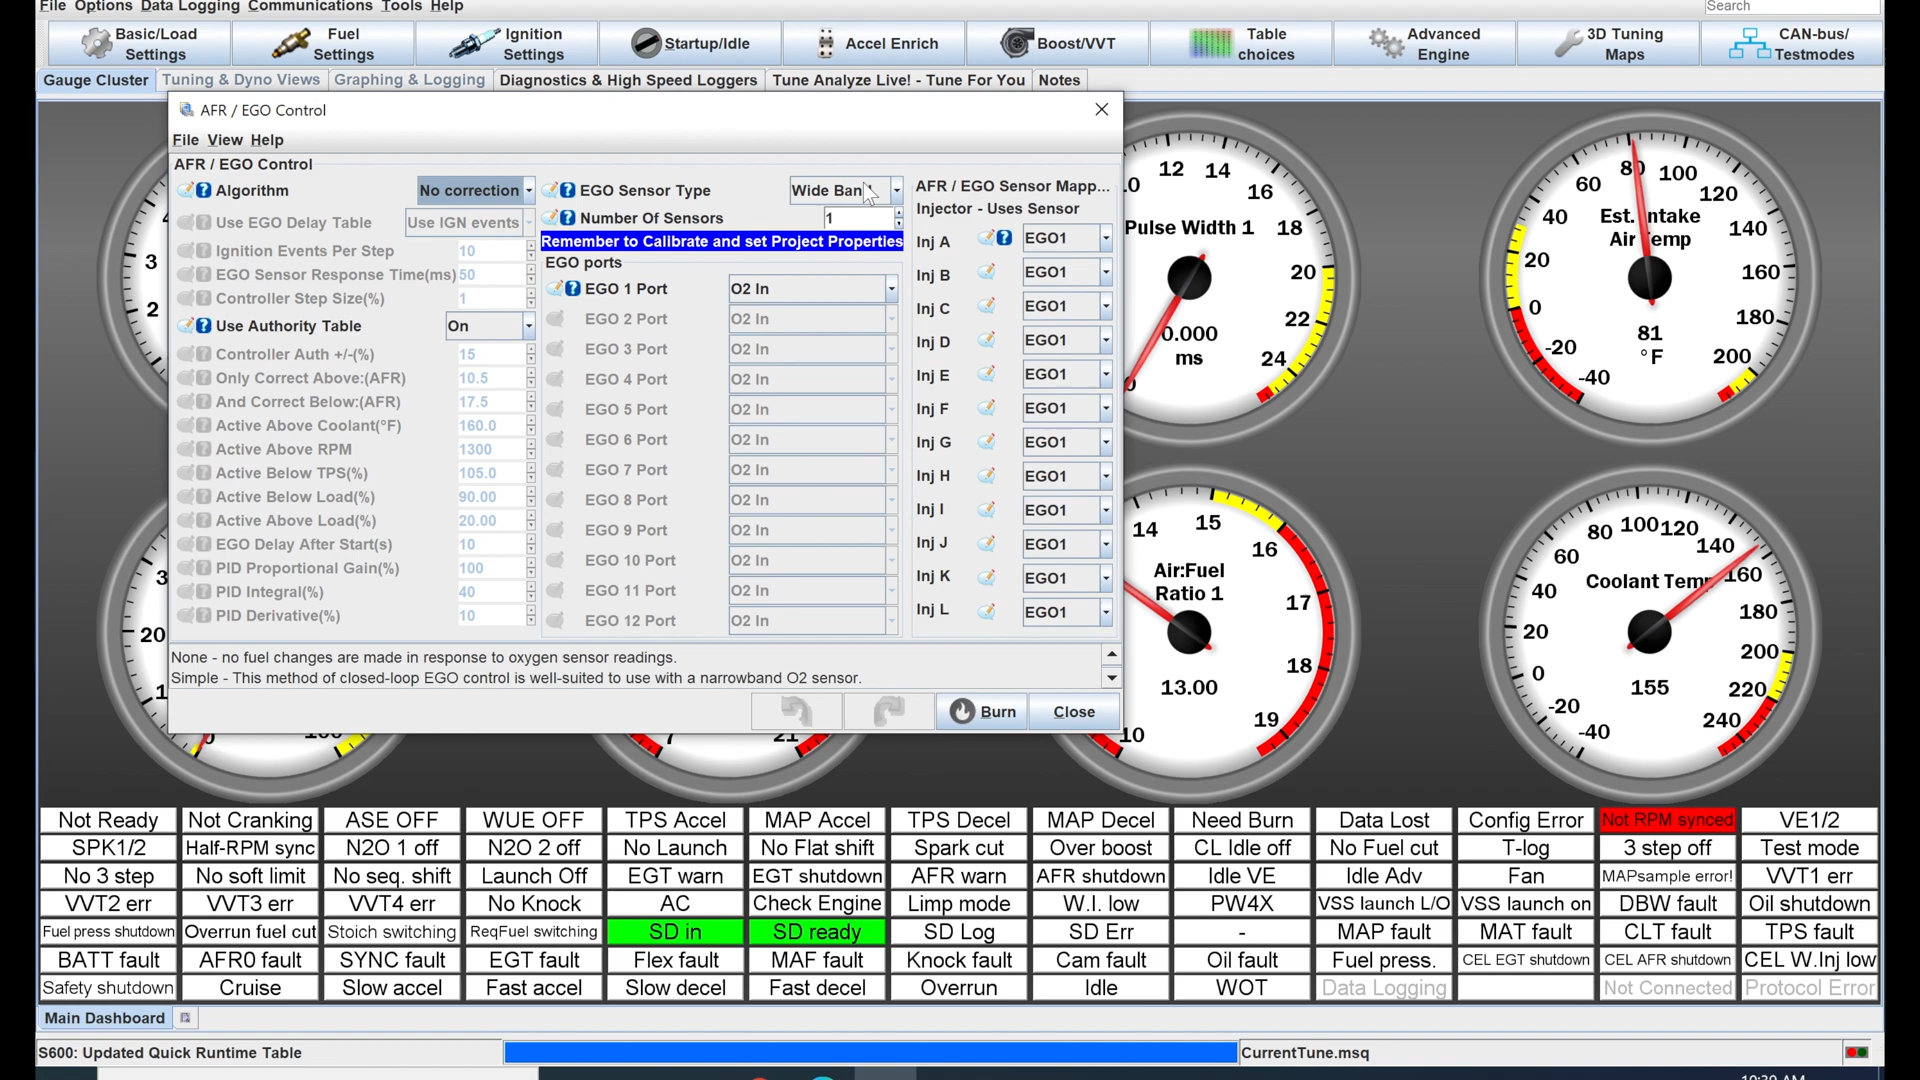 File Options Data Logging Communications Tools Help
Search
Basic/Load Settings
Fuel Settings
Ignition Settings
Startup/Idle
Accel Enrich
Boost/VVT
Table choices
Advanced Engine
3D Tuning Maps
CAN-bus/ Testmodes
Gauge Cluster Tuning & Dyno Views Graphing & Logging Diagnostics & High Speed Loggers Tune Analyze Live! - Tune For You Notes
AFR / EGO Control
File View Help
AFR / EGO Control
Algorithm No correction
Use EGO Delay Table Use IGN events
Ignition Events Per Step 10
EGO Sensor Response Time(ms) 50
Controller Step Size(%) 1
Use Authority Table On
Controller Auth +/-(%) 15
Only Correct Above:(AFR) 10.5
And Correct Below:(AFR) 17.5
Active Above Coolant(°F) 160.0
Active Above RPM 1300
Active Below TPS(%) 105.0
Active Below Load(%) 90.00
Active Above Load(%) 20.00
EGO Delay After Start(s) 10
PID Proportional Gain(%) 100
PID Integral(%) 40
PID Derivative(%) 10
EGO Sensor Type Wide Ban
Number Of Sensors 1
Remember to Calibrate and set Project Properties
EGO ports
EGO 1 Port O2 In
EGO 2 Port O2 In
EGO 3 Port O2 In
EGO 4 Port O2 In
EGO 5 Port O2 In
EGO 6 Port O2 In
EGO 7 Port O2 In
EGO 8 Port O2 In
EGO 9 Port O2 In
EGO 10 Port O2 In
EGO 11 Port O2 In
EGO 12 Port O2 In
AFR / EGO Sensor Mapp...
Injector - Uses Sensor
Inj A EGO1
Inj B EGO1
Inj C EGO1
Inj D EGO1
Inj E EGO1
Inj F EGO1
Inj G EGO1
Inj H EGO1
Inj I EGO1
Inj J EGO1
Inj K EGO1
Inj L EGO1
None - no fuel changes are made in response to oxygen sensor readings.
Simple - This method of closed-loop EGO control is well-suited to use with a narrowband O2 sensor.
Burn
Close
3
2
12 14 16 18 20 22 24
Pulse Width 1
0.000
ms
-40 -20 0 20 40 60 80 100 120 140 160 180 200
Est. Intake
Air Temp
81
°F
20
10 14 15 16 17 18 19
Air:Fuel
Ratio 1
13.00
-40 -20 0 20 40 60 80 100 120 140 160 180 200 220 240
Coolant Temp
155
Not Ready Not Cranking ASE OFF WUE OFF TPS Accel MAP Accel TPS Decel MAP Decel Need Burn Data Lost Config Error Not RPM synced VE1/2
SPK1/2 Half-RPM sync N2O 1 off N2O 2 off No Launch No Flat shift Spark cut Over boost CL Idle off No Fuel cut T-log 3 step off Test mode
No 3 step No soft limit No seq. shift Launch Off EGT warn EGT shutdown AFR warn AFR shutdown Idle VE Idle Adv Fan MAPsample error! VVT1 err
VVT2 err VVT3 err VVT4 err No Knock AC Check Engine Limp mode W.I. low PW4X VSS launch L/O VSS launch on DBW fault Oil shutdown
Fuel press shutdown Overrun fuel cut Stoich switching ReqFuel switching SD in SD ready SD Log SD Err - MAP fault MAT fault CLT fault TPS fault
BATT fault AFR0 fault SYNC fault EGT fault Flex fault MAF fault Knock fault Cam fault Oil fault Fuel press. CEL EGT shutdown CEL AFR shutdown CEL W.Inj low
Safety shutdown Cruise Slow accel Fast accel Slow decel Fast decel Overrun Idle WOT Data Logging Not Connected Protocol Error
Main Dashboard
S600: Updated Quick Runtime Table
CurrentTune.msq